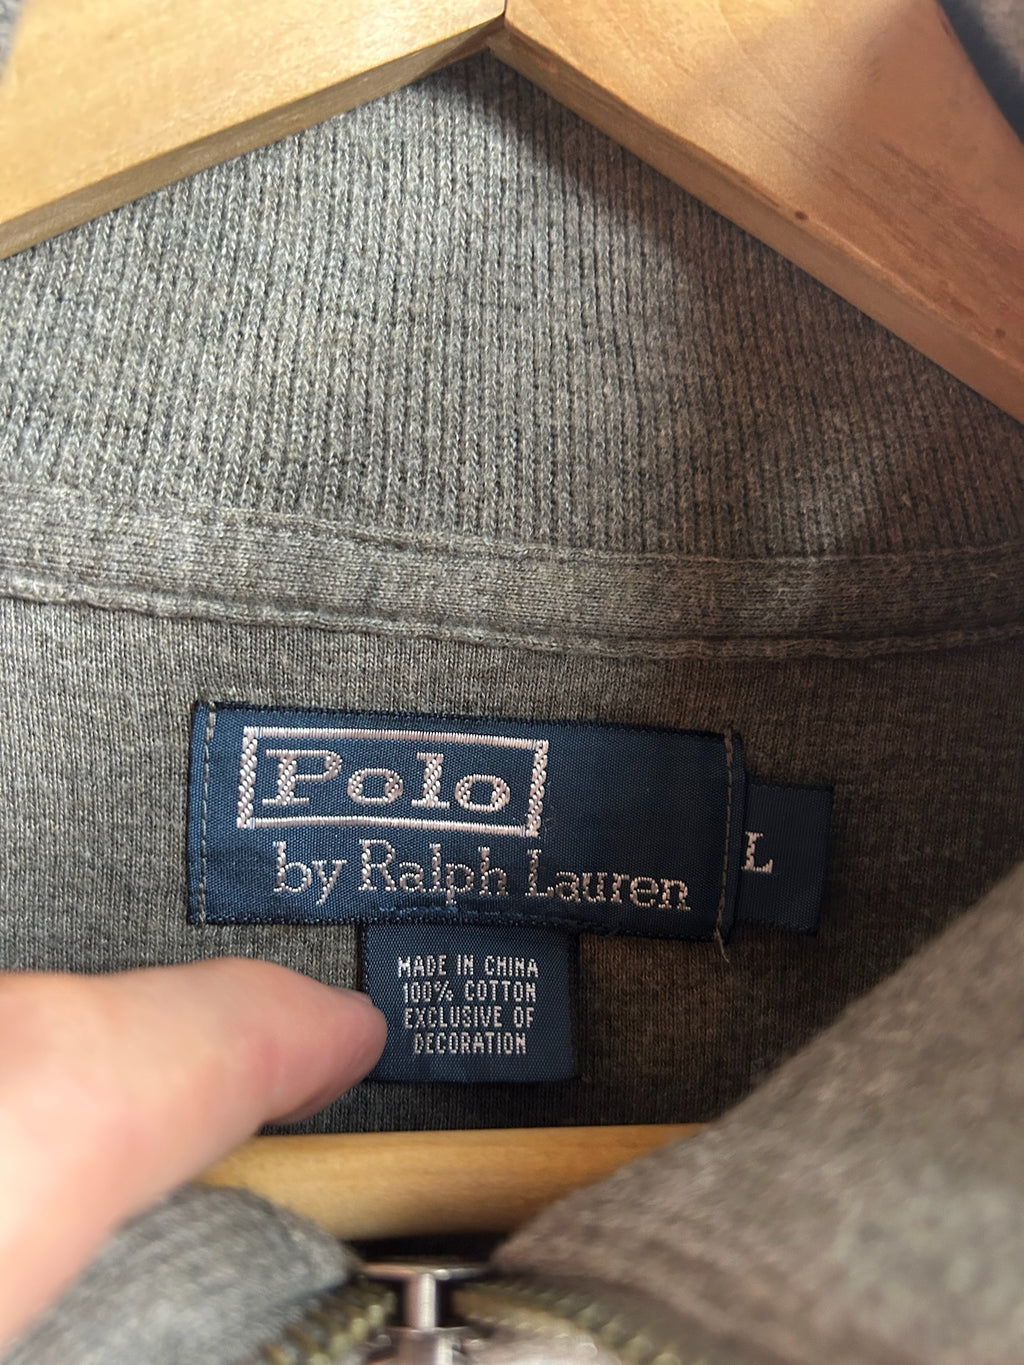 Polo
by Ralph Lauren
L
MADE IN CHINA
100% COTTON
EXCLUSIVE OF
DECORATION